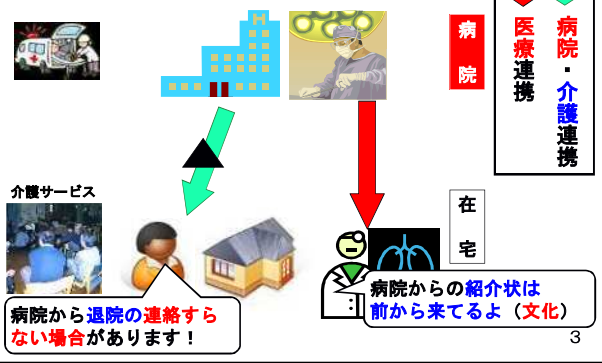 病院
医療連携
病院・介護連携
介護サービス
在宅
病院から退院の連絡すら
ない場合があります！
病院からの紹介状は
前から来てるよ（文化）
3